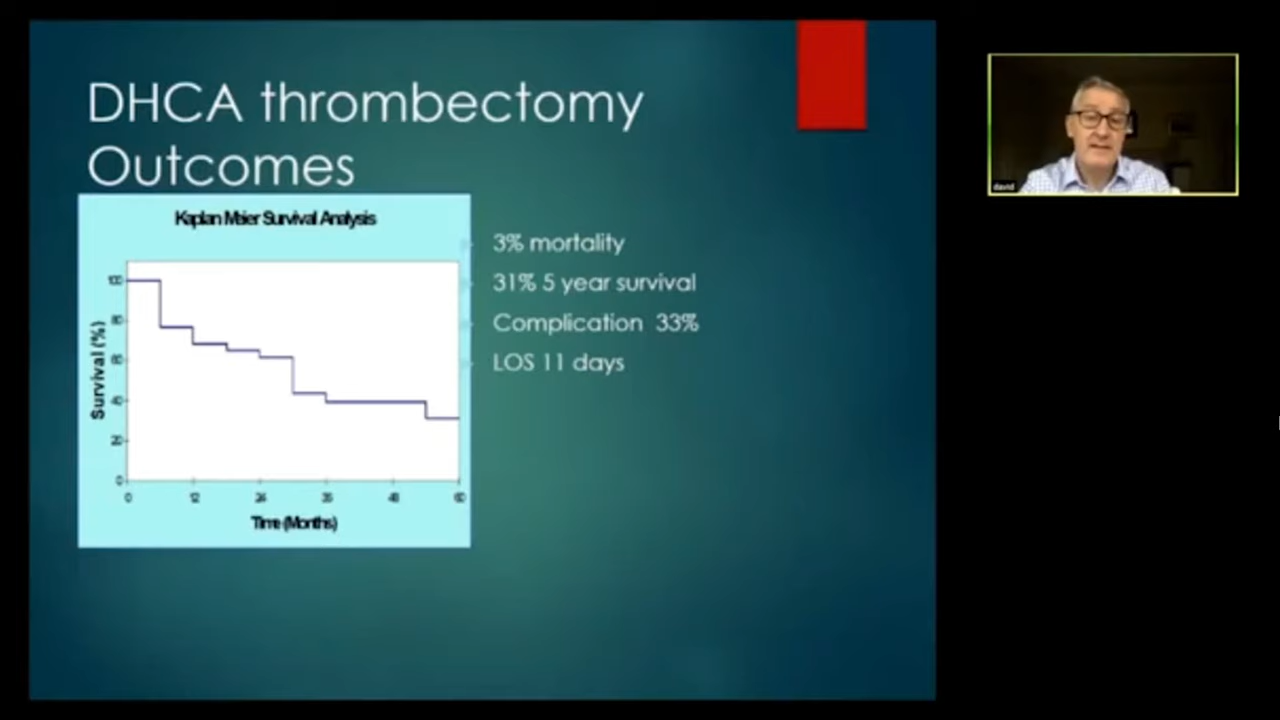 DHCA thrombectomy
Outcomes
Kaplan Meier Survival Analysis
Survival (%)
100
80
60
40
20
0
0 12 24 36 48 60
Time (Months)
3% mortality
31% 5 year survival
Complication 33%
LOS 11 days
david